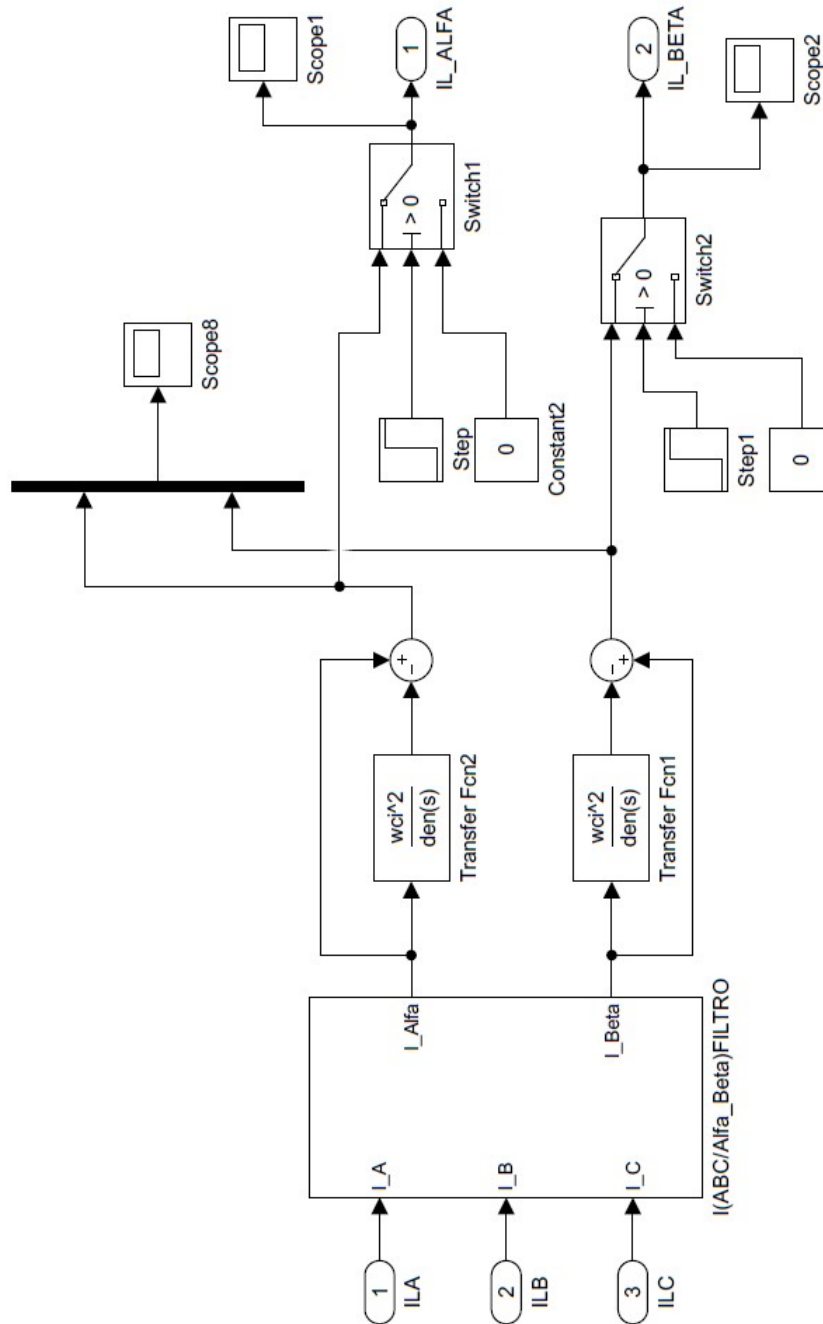 1
ILA
2
ILB
3
ILC
I_A
I_B
I_C
I_Alfa
I_Beta
I(ABC/Alfa_Beta)FILTRO
wci^2
den(s)
Transfer Fcn2
wci^2
den(s)
Transfer Fcn1
+
-
-
+
Scope8
Step
0
Constant2
Step1
0
> 0
Switch1
> 0
Switch2
Scope1
1
IL_ALFA
2
IL_BETA
Scope2